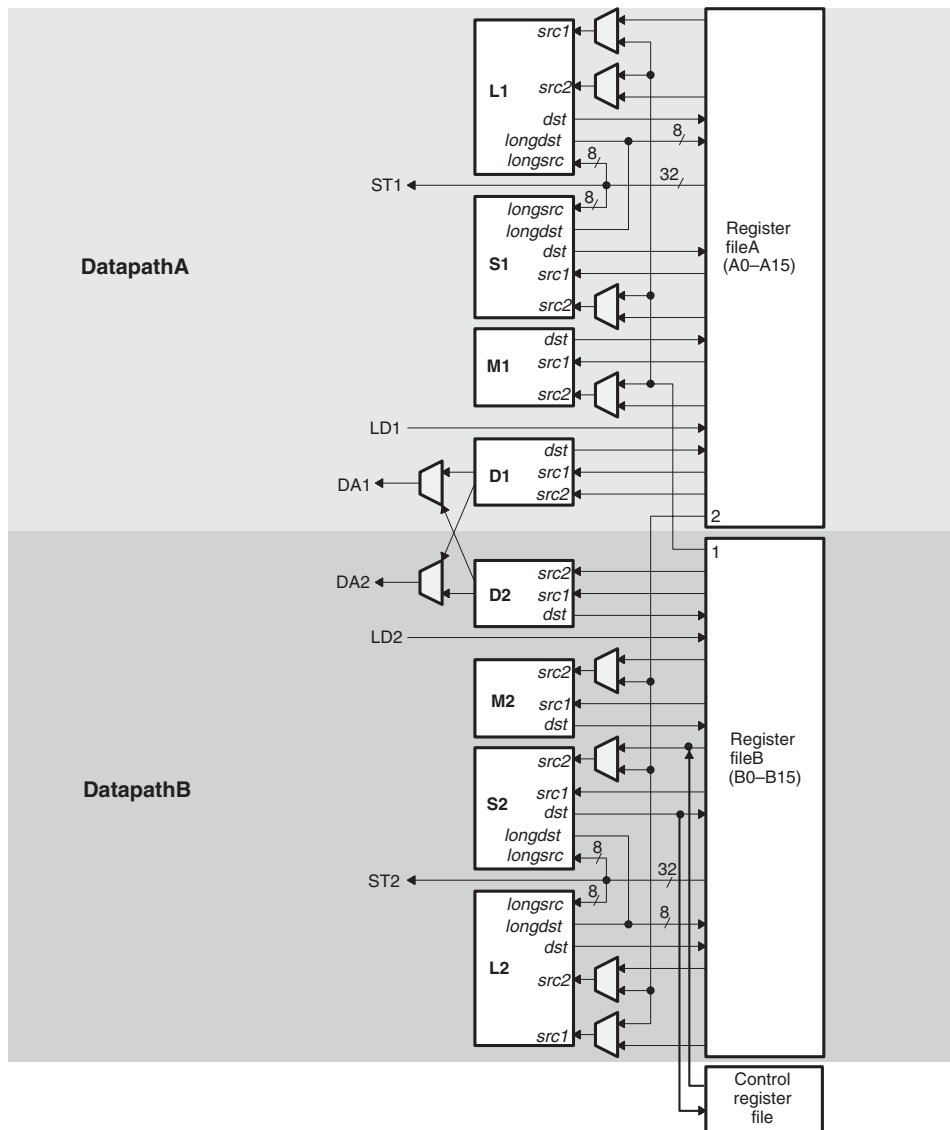 src1
L1
src2
dst
longdst
8
8
longsrc
ST1
32
8
longsrc
longdst
dst
S1
src1
src2
Register
fileA
(A0–A15)
DatapathA
dst
M1
src1
src2
LD1
dst
D1
src1
src2
DA1
2
1
DA2
src2
D2
src1
dst
LD2
src2
M2
src1
dst
Register
fileB
(B0–B15)
DatapathB
src2
S2
src1
dst
longdst
8
longsrc
ST2
32
8
longsrc
longdst
8
dst
L2
src2
src1
Control
register
file